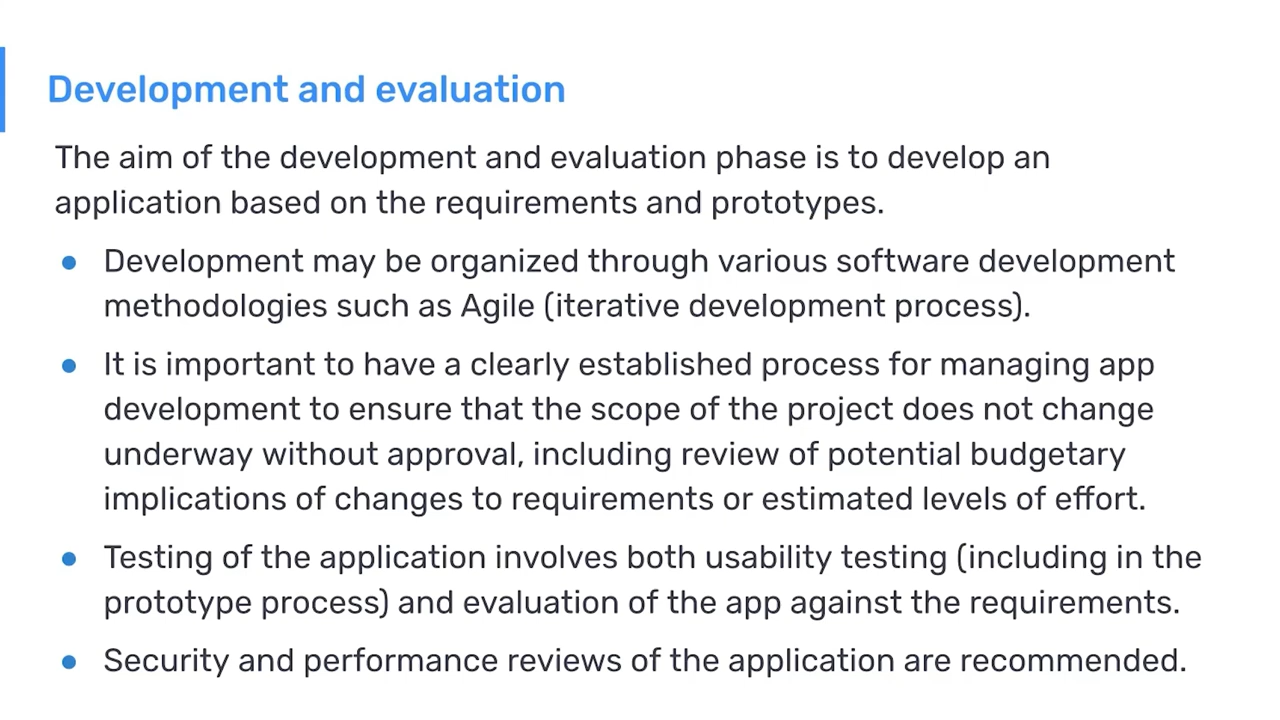 Development and evaluation
The aim of the development and evaluation phase is to develop an
application based on the requirements and prototypes.
● Development may be organized through various software development
methodologies such as Agile (iterative development process).
● It is important to have a clearly established process for managing app
development to ensure that the scope of the project does not change
underway without approval, including review of potential budgetary
implications of changes to requirements or estimated levels of effort.
● Testing of the application involves both usability testing (including in the
prototype process) and evaluation of the app against the requirements.
● Security and performance reviews of the application are recommended.